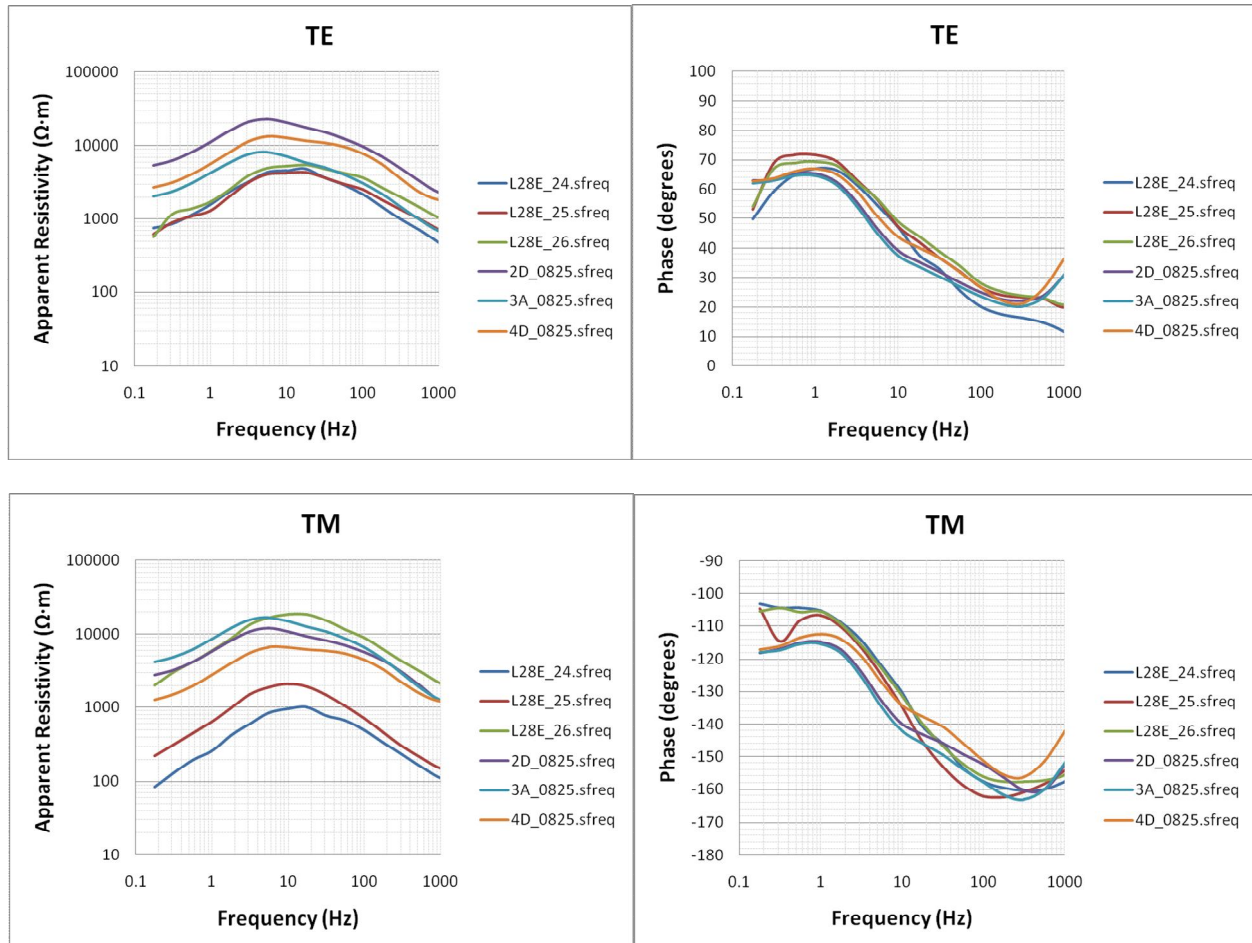 TE
Apparent Resistivity (Ω·m)
100000
10000
1000
100
10
0.1 1 10 100 1000
Frequency (Hz)
L28E_24.sfreq
L28E_25.sfreq
L28E_26.sfreq
2D_0825.sfreq
3A_0825.sfreq
4D_0825.sfreq
TE
Phase (degrees)
100
90
80
70
60
50
40
30
20
10
0
0.1 1 10 100 1000
Frequency (Hz)
L28E_24.sfreq
L28E_25.sfreq
L28E_26.sfreq
2D_0825.sfreq
3A_0825.sfreq
4D_0825.sfreq
TM
Apparent Resistivity (Ω·m)
100000
10000
1000
100
10
0.1 1 10 100 1000
Frequency (Hz)
L28E_24.sfreq
L28E_25.sfreq
L28E_26.sfreq
2D_0825.sfreq
3A_0825.sfreq
4D_0825.sfreq
TM
Phase (degrees)
-90
-100
-110
-120
-130
-140
-150
-160
-170
-180
0.1 1 10 100 1000
Frequency (Hz)
L28E_24.sfreq
L28E_25.sfreq
L28E_26.sfreq
2D_0825.sfreq
3A_0825.sfreq
4D_0825.sfreq